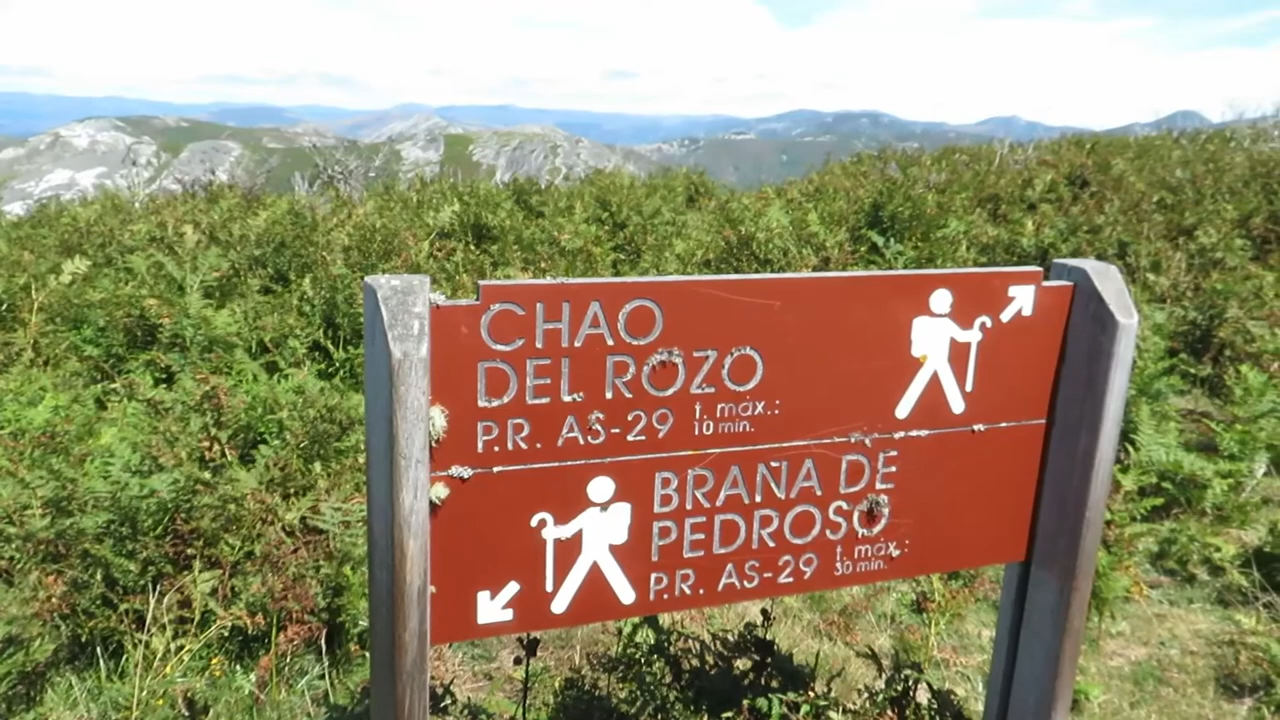 CHAO
DEL ROZO
P.R. AS-29 t. máx.:
10 min.
BRAÑA DE
PEDROSO
P.R. AS-29 t. máx.:
30 min.